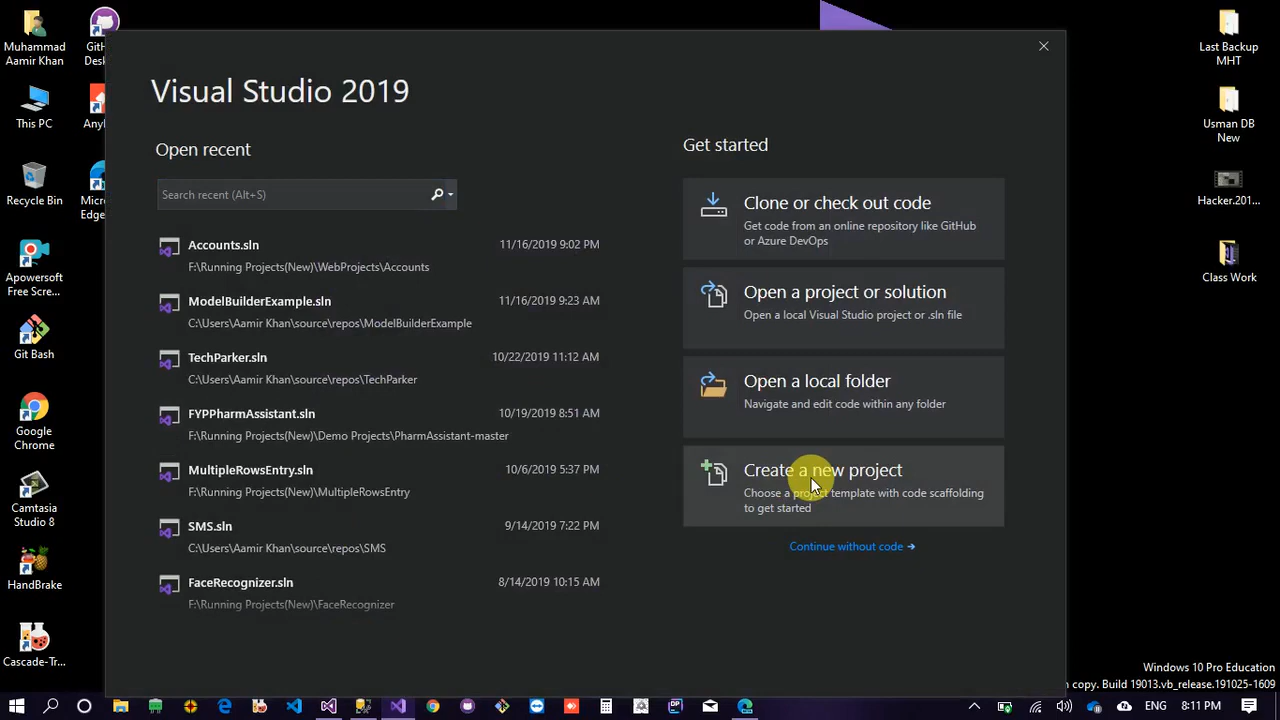 Muhammad
Aamir Khan
GitH
Desk
This PC
Any
Recycle Bin
Micro
Edge
Apowersoft
Free Scre...
Git Bash
Google
Chrome
Camtasia
Studio 8
HandBrake
Cascade-Tr...
Visual Studio 2019
Open recent
Search recent (Alt+S)
Accounts.sln 11/16/2019 9:02 PM
F:\Running Projects(New)\WebProjects\Accounts
ModelBuilderExample.sln 11/16/2019 9:23 AM
C:\Users\Aamir Khan\source\repos\ModelBuilderExample
TechParker.sln 10/22/2019 11:12 AM
C:\Users\Aamir Khan\source\repos\TechParker
FYPPharmAssistant.sln 10/19/2019 8:51 AM
F:\Running Projects(New)\Demo Projects\PharmAssistant-master
MultipleRowsEntry.sln 10/6/2019 5:37 PM
F:\Running Projects(New)\MultipleRowsEntry
SMS.sln 9/14/2019 7:22 PM
C:\Users\Aamir Khan\source\repos\SMS
FaceRecognizer.sln 8/14/2019 10:15 AM
F:\Running Projects(New)\FaceRecognizer
Get started
Clone or check out code
Get code from an online repository like GitHub
or Azure DevOps
Open a project or solution
Open a local Visual Studio project or .sln file
Open a local folder
Navigate and edit code within any folder
Create a new project
Choose a project template with code scaffolding
to get started
Continue without code
Last Backup
MHT
Usman DB
New
Hacker.201...
Class Work
Windows 10 Pro Education
copy. Build 19013.vb_release.191025-1609
ENG 8:11 PM